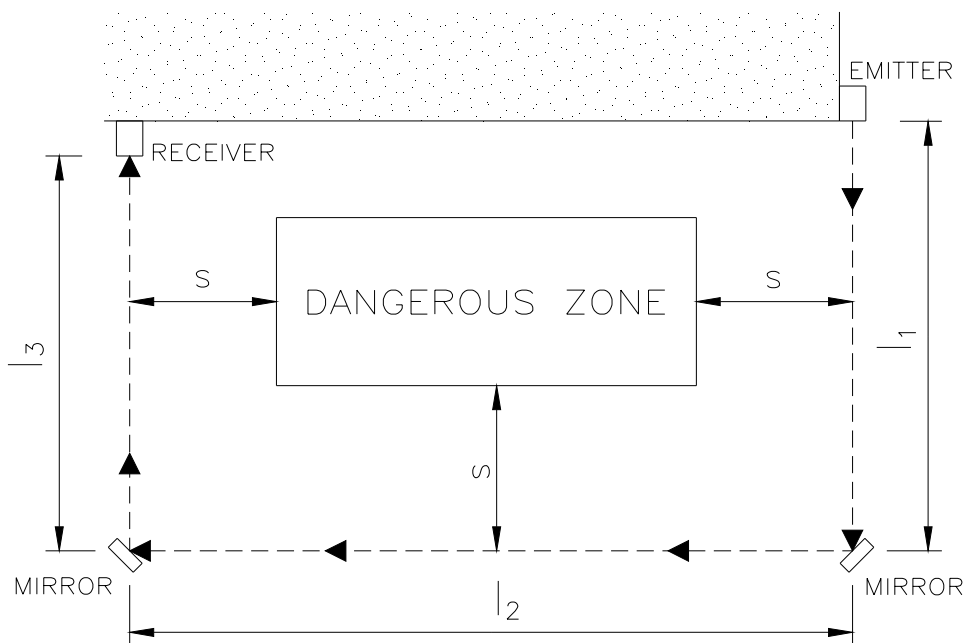 EMITTER
RECEIVER
S
S
DANGEROUS ZONE
l1
l3
S
MIRROR
MIRROR
l2